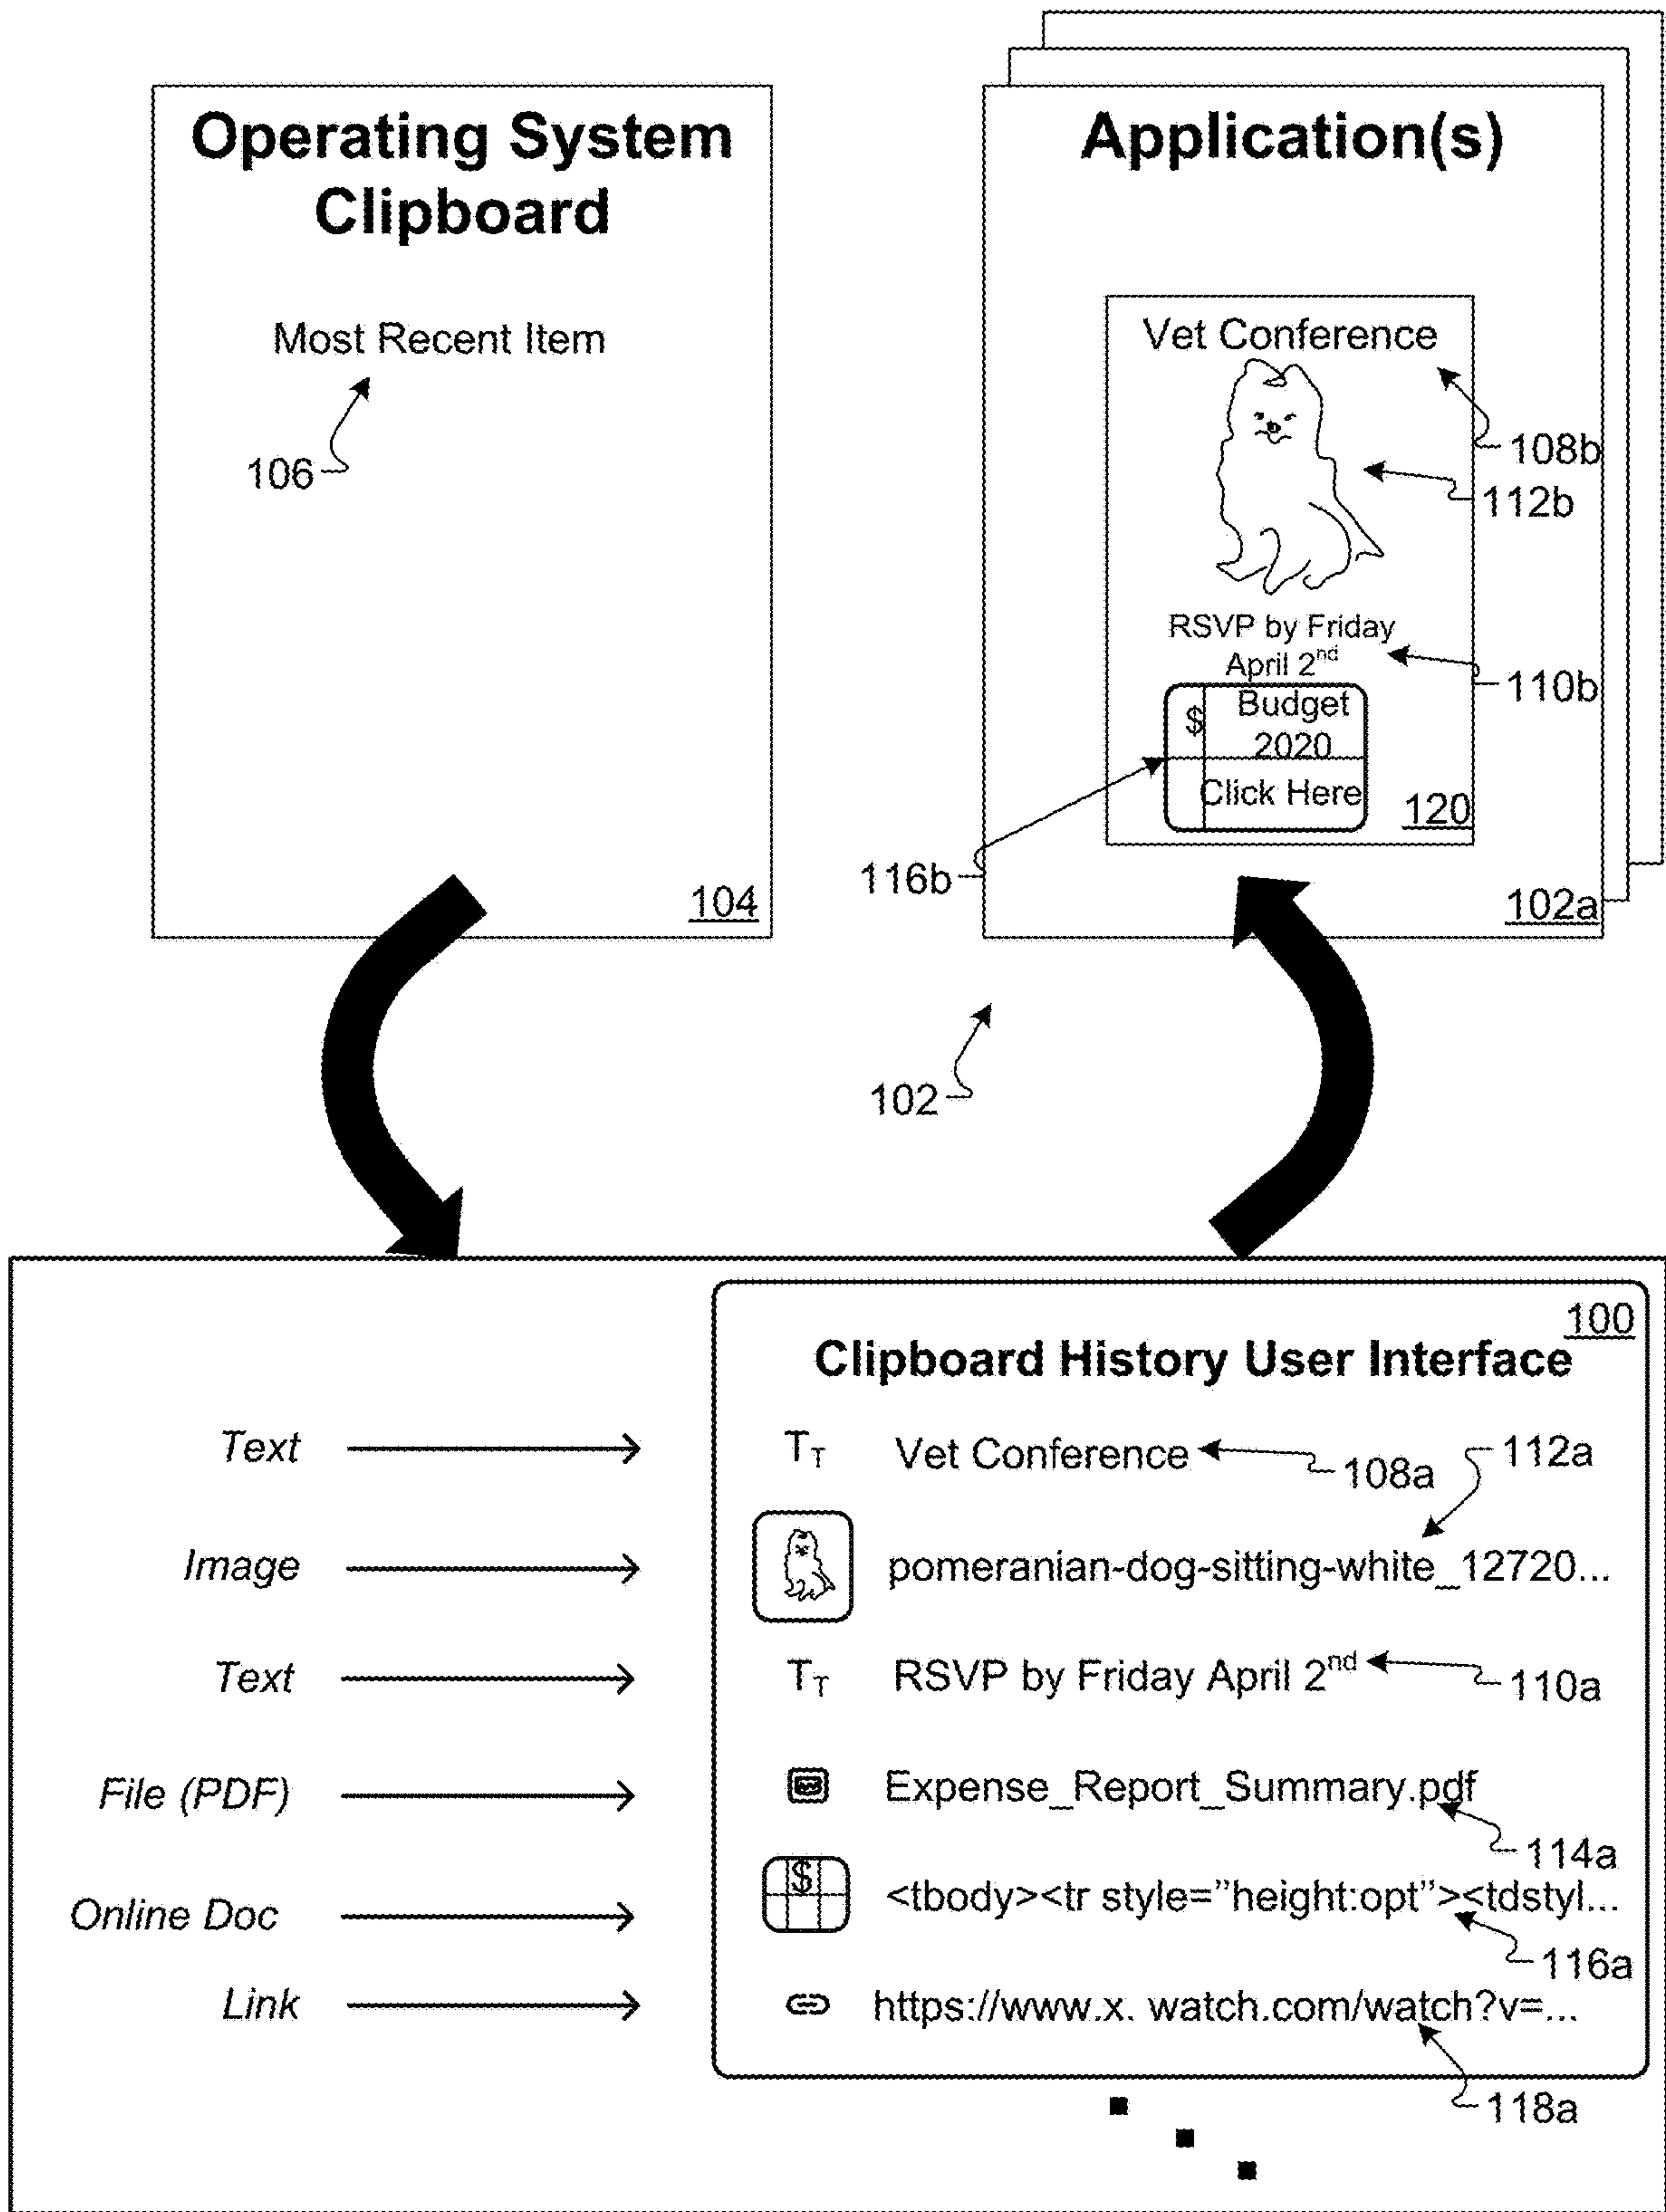 Operating System
Clipboard
Most Recent Item
106
104
Application(s)
Vet Conference
108b
112b
RSVP by Friday
April 2nd
110b
$ Budget
2020
Click Here
120
116b
102a
102
100
Clipboard History User Interface
Text TT Vet Conference 108a
112a
Image pomeranian-dog-sitting-white_12720...
Text TT RSVP by Friday April 2nd 110a
File (PDF) Expense_Report_Summary.pdf
114a
Online Doc $ <tbody><tr style=”height:opt”><tdstyl...
116a
Link https://www.x. watch.com/watch?v=...
118a